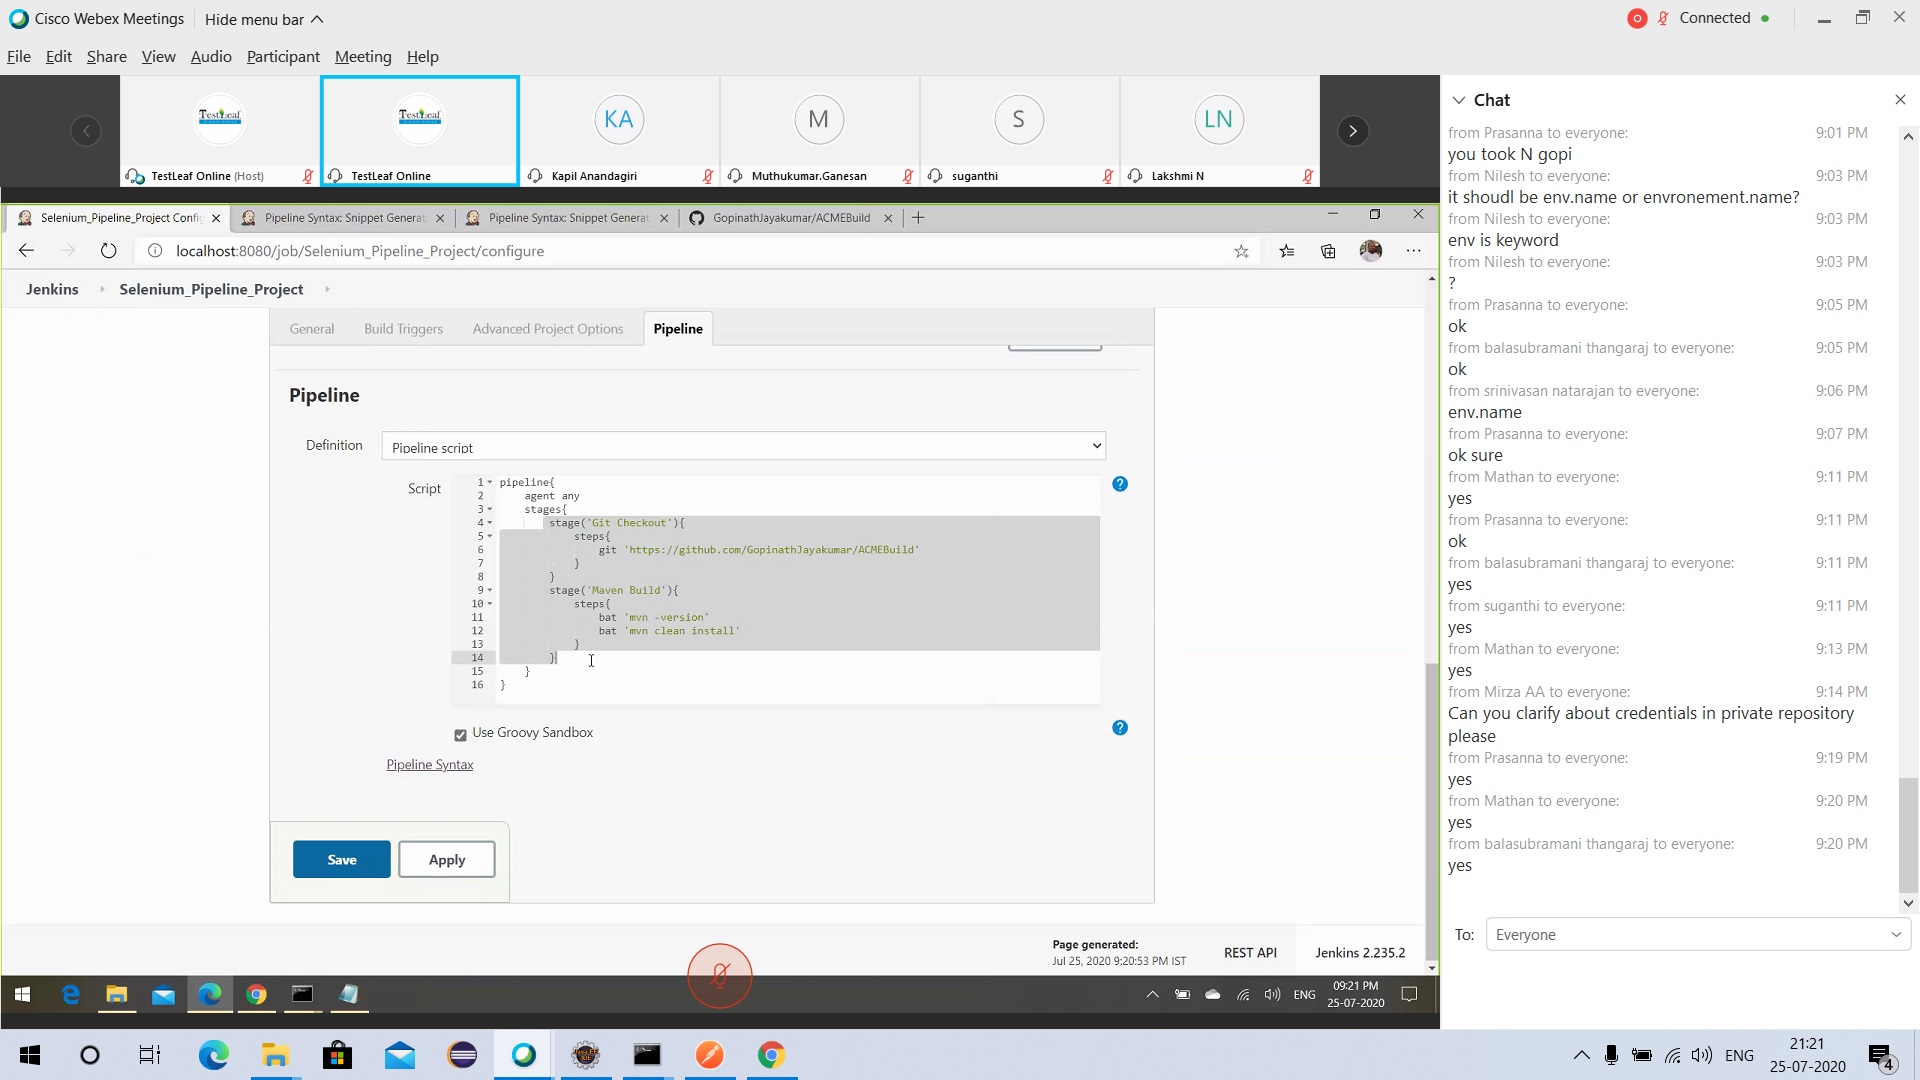 Cisco Webex Meetings
Hide menu bar
Connected
File Edit Share View Audio Participant Meeting Help
TestLeaf
TestLeaf
KA
M
S
LN
TestLeaf Online (Host)
TestLeaf Online
Kapil Anandagiri
Muthukumar.Ganesan
suganthi
Lakshmi N
Selenium_Pipeline_Project Config
Pipeline Syntax: Snippet Generat
Pipeline Syntax: Snippet Generat
GopinathJayakumar/ACMEBuild
localhost:8080/job/Selenium_Pipeline_Project/configure
Jenkins
Selenium_Pipeline_Project
General
Build Triggers
Advanced Project Options
Pipeline
Pipeline
Definition
Pipeline script
Script
1 pipeline{
2 agent any
3 stages{
4 stage('Git Checkout'){
5 steps{
6 git 'https://github.com/GopinathJayakumar/ACMEBuild'
7 }
8 }
9 stage('Maven Build'){
10 steps{
11 bat 'mvn -version'
12 bat 'mvn clean install'
13 }
14 }
15 }
16 }
Use Groovy Sandbox
Pipeline Syntax
Save
Apply
Page generated:
Jul 25, 2020 9:20:53 PM IST
REST API
Jenkins 2.235.2
ENG
09:21 PM
25-07-2020
Chat
from Prasanna to everyone: 9:01 PM
you took N gopi
from Nilesh to everyone: 9:03 PM
it shoudl be env.name or envronement.name?
from Nilesh to everyone: 9:03 PM
env is keyword
from Nilesh to everyone: 9:03 PM
?
from Prasanna to everyone: 9:05 PM
ok
from balasubramani thangaraj to everyone: 9:05 PM
ok
from srinivasan natarajan to everyone: 9:06 PM
env.name
from Prasanna to everyone: 9:07 PM
ok sure
from Mathan to everyone: 9:11 PM
yes
from Prasanna to everyone: 9:11 PM
ok
from balasubramani thangaraj to everyone: 9:11 PM
yes
from suganthi to everyone: 9:11 PM
yes
from Mathan to everyone: 9:13 PM
yes
from Mirza AA to everyone: 9:14 PM
Can you clarify about credentials in private repository
please
from Prasanna to everyone: 9:19 PM
yes
from Mathan to everyone: 9:20 PM
yes
from balasubramani thangaraj to everyone: 9:20 PM
yes
To: Everyone
ENG
21:21
25-07-2020
4